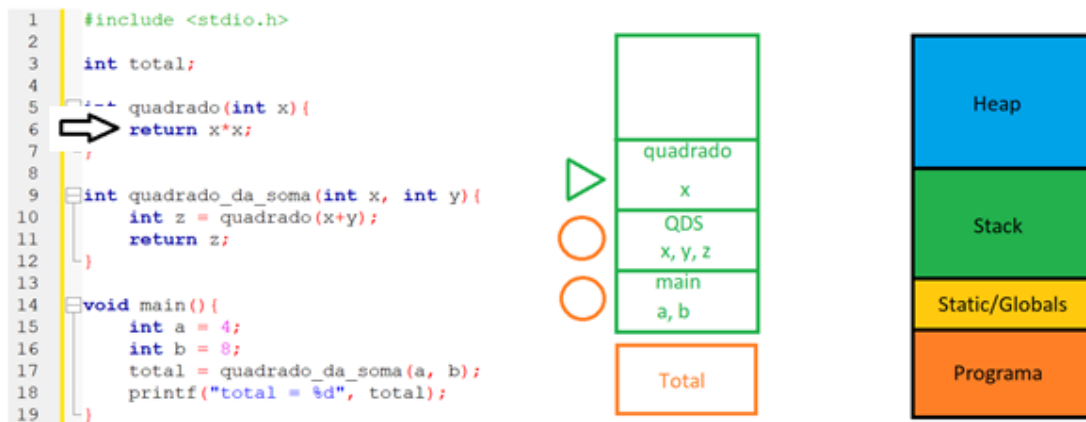 1 #include <stdio.h>
2
3 int total;
4
5 int quadrado(int x){
6 return x*x;
7 }
8
9 int quadrado_da_soma(int x, int y){
10 int z = quadrado(x+y);
11 return z;
12 }
13
14 void main(){
15 int a = 4;
16 int b = 8;
17 total = quadrado_da_soma(a, b);
18 printf("total = %d", total);
19 }
quadrado
x
QDS
x, y, z
main
a, b
Total
Heap
Stack
Static/Globals
Programa